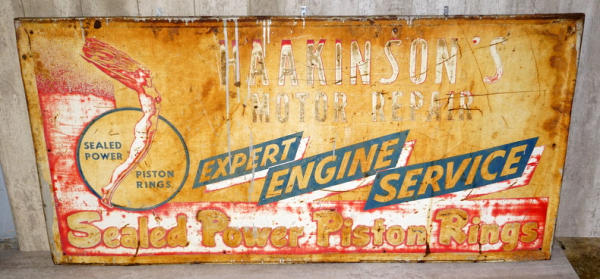 HAAKINSON'S
MOTOR REPAIR
SEALED
POWER
PISTON
RINGS.
EXPERT
ENGINE
SERVICE
Sealed Power Piston Rings